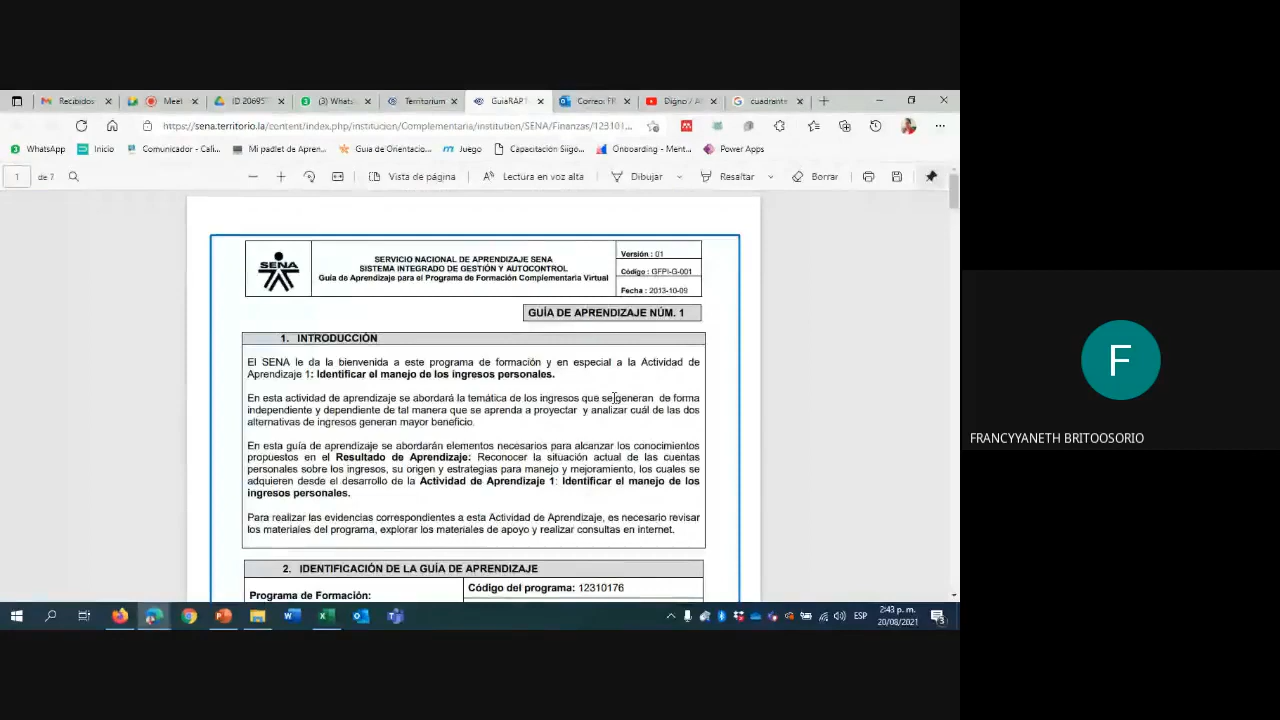 Recibidos
Meet
ID 20695
(3) Whats
Territorium
GuiaRAP1
Correo: FR
Digno / A
cuadrante
https://sena.territorio.la/content/index.php/institucion/Complementaria/institution/SENA/Finanzas/123101...
WhatsApp
Inicio
Comunicador - Cali...
Mi padlet de Apren...
Guia de Orientacio...
Juego
Capacitación Siigo...
Onboarding - Ment...
Power Apps
1 de 7
Vista de página
Lectura en voz alta
Dibujar
Resaltar
Borrar
SENA
SERVICIO NACIONAL DE APRENDIZAJE SENA
SISTEMA INTEGRADO DE GESTIÓN Y AUTOCONTROL
Guía de Aprendizaje para el Programa de Formación Complementaria Virtual
Versión : 01
Código : GFPI-G-001
Fecha : 2013-10-09
GUÍA DE APRENDIZAJE NÚM. 1
1. INTRODUCCIÓN
El SENA le da la bienvenida a este programa de formación y en especial a la Actividad de
Aprendizaje 1: Identificar el manejo de los ingresos personales.
En esta actividad de aprendizaje se abordará la temática de los ingresos que se generan de forma
independiente y dependiente de tal manera que se aprenda a proyectar y analizar cuál de las dos
alternativas de ingresos generan mayor beneficio.
En esta guía de aprendizaje se abordarán elementos necesarios para alcanzar los conocimientos
propuestos en el Resultado de Aprendizaje: Reconocer la situación actual de las cuentas
personales sobre los ingresos, su origen y estrategias para manejo y mejoramiento, los cuales se
adquieren desde el desarrollo de la Actividad de Aprendizaje 1: Identificar el manejo de los
ingresos personales.
Para realizar las evidencias correspondientes a esta Actividad de Aprendizaje, es necesario revisar
los materiales del programa, explorar los materiales de apoyo y realizar consultas en internet.
2. IDENTIFICACIÓN DE LA GUÍA DE APRENDIZAJE
Programa de Formación:
Código del programa: 12310176
ESP
2:43 p. m.
20/08/2021
3
F
FRANCYYANETH BRITOOSORIO